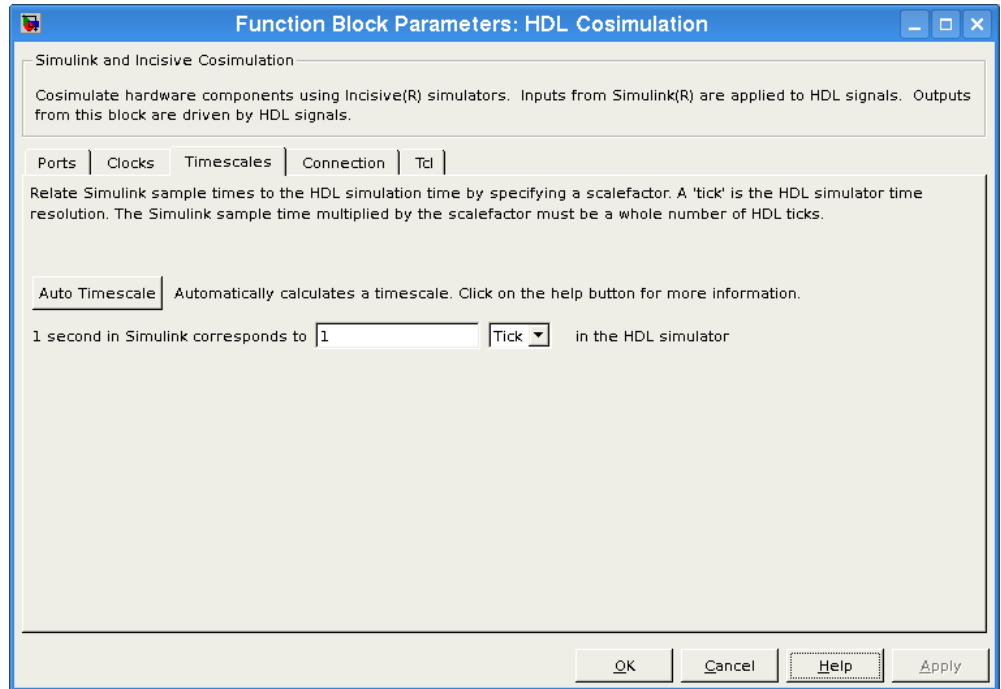 Function Block Parameters: HDL Cosimulation
Simulink and Incisive Cosimulation
Cosimulate hardware components using Incisive(R) simulators. Inputs from Simulink(R) are applied to HDL signals. Outputs
from this block are driven by HDL signals.
Ports Clocks Timescales Connection Tcl
Relate Simulink sample times to the HDL simulation time by specifying a scalefactor. A 'tick' is the HDL simulator time
resolution. The Simulink sample time multiplied by the scalefactor must be a whole number of HDL ticks.
Auto Timescale Automatically calculates a timescale. Click on the help button for more information.
1 second in Simulink corresponds to 1 Tick in the HDL simulator
OK Cancel Help Apply